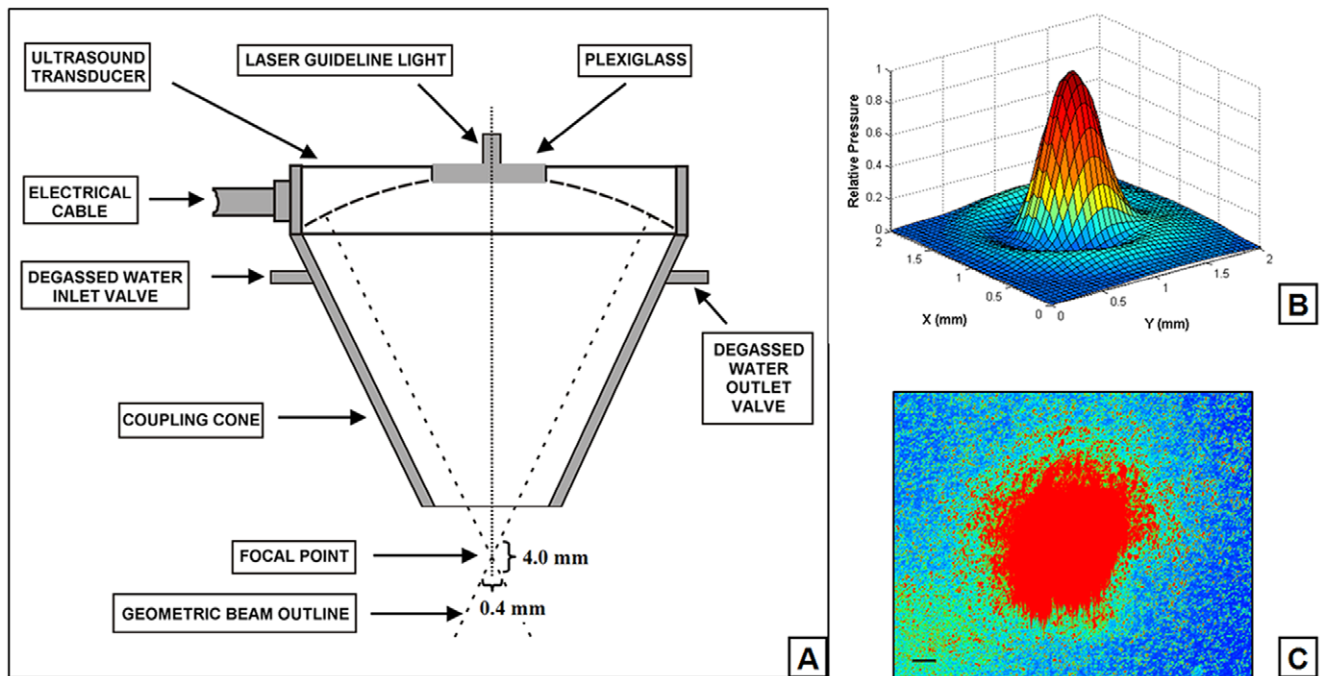 ULTRASOUND
TRANSDUCER
LASER GUIDELINE LIGHT
PLEXIGLASS
ELECTRICAL
CABLE
DEGASSED WATER
INLET VALVE
DEGASSED
WATER
OUTLET
VALVE
COUPLING CONE
FOCAL POINT
4.0 mm
0.4 mm
GEOMETRIC BEAM OUTLINE
A
Relative Pressure
1
0.8
0.6
0.4
0.2
0
2
1.5
1
0.5
0
X (mm)
0
0.5
1
1.5
2
Y (mm)
B
C